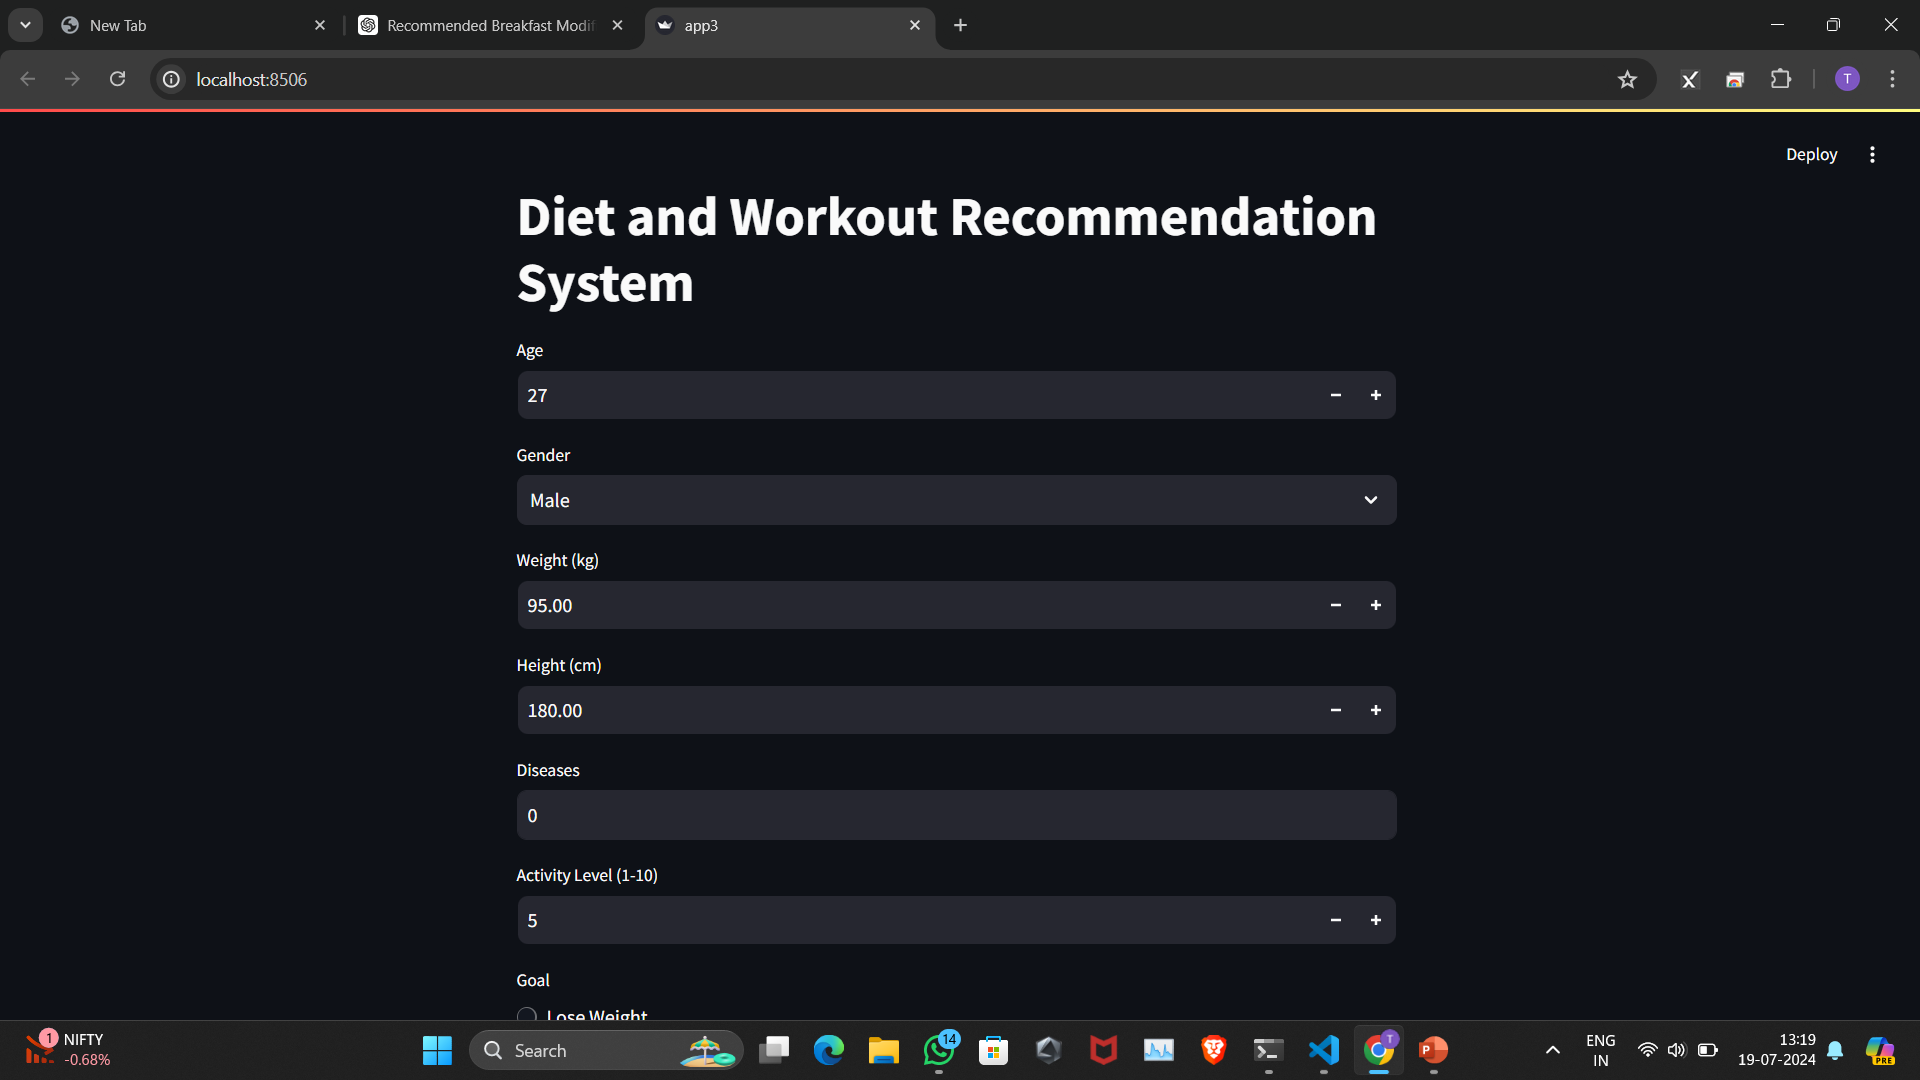 New Tab
Recommended Breakfast Modif
app3
localhost:8506
T
Deploy
Diet and Workout Recommendation
System
Age
27
Gender
Male
Weight (kg)
95.00
Height (cm)
180.00
Diseases
0
Activity Level (1-10)
5
Goal
Lose Weight
1
NIFTY
-0.68%
Search
14
T
P
ENG
IN
13:19
19-07-2024
PRE